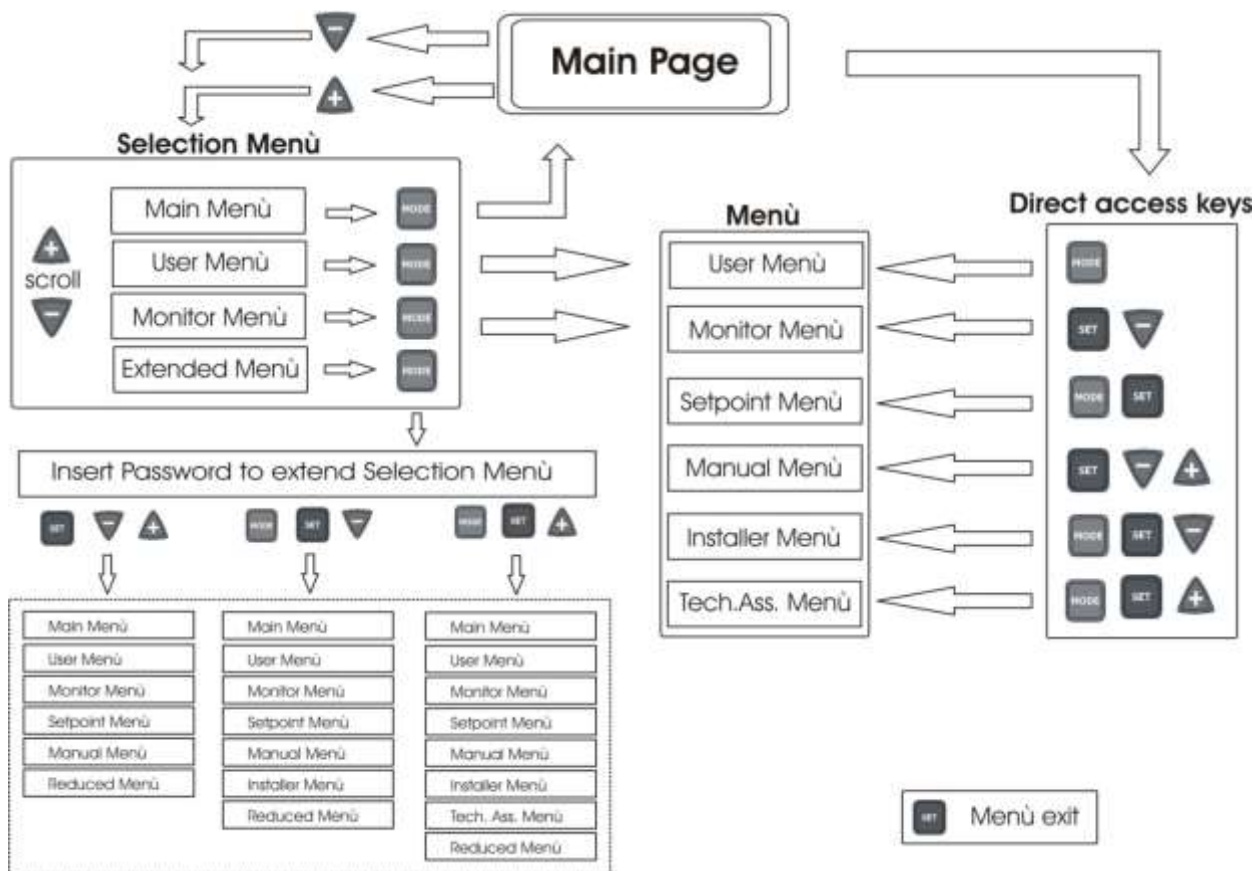 Main Page
Selection Menù
Main Menù
MODE
User Menù
MODE
scroll
Monitor Menù
MODE
Extended Menù
MODE
Insert Password to extend Selection Menù
SET
MODE SET
MODE SET
Main Menù
User Menù
Monitor Menù
Setpoint Menù
Manual Menù
Reduced Menù
Main Menù
User Menù
Monitor Menù
Setpoint Menù
Manual Menù
Installer Menù
Reduced Menù
Main Menù
User Menù
Monitor Menù
Setpoint Menù
Manual Menù
Installer Menù
Tech. Ass. Menù
Reduced Menù
Menù
User Menù
Monitor Menù
Setpoint Menù
Manual Menù
Installer Menù
Tech.Ass. Menù
Direct access keys
MODE
SET
MODE SET
SET
MODE SET
MODE SET
SET Menù exit